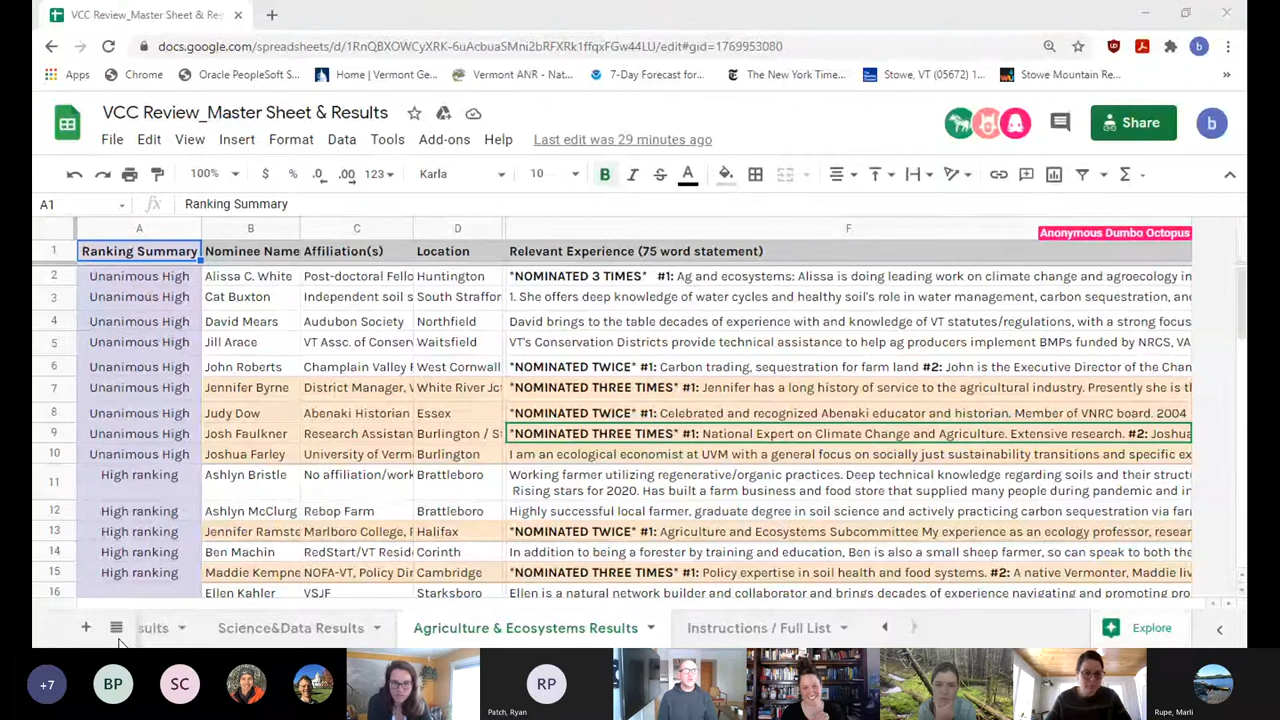 VCC Review_Master Sheet & Res
docs.google.com/spreadsheets/d/1RnQBXOWCyXRK-6uAcbuaSMni2bRFXRk1ffqxFGw44LU/edit#gid=1769953080
Apps Chrome Oracle PeopleSoft S... Home | Vermont Ge... Vermont ANR - Nat... 7-Day Forecast for... The New York Time... Stowe, VT (05672) 1... Stowe Mountain Re...
VCC Review_Master Sheet & Results
File Edit View Insert Format Data Tools Add-ons Help Last edit was 29 minutes ago
Share
b
100% $ % .0 .00 123 Karla 10 B I S A
A1 fx Ranking Summary
A B C D F
Anonymous Dumbo Octopus
1 Ranking Summary Nominee Name Affiliation(s) Location Relevant Experience (75 word statement)
2 Unanimous High Alissa C. White Post-doctoral Fello Huntington *NOMINATED 3 TIMES* #1: Ag and ecosystems: Alissa is doing leading work on climate change and agroecology in
3 Unanimous High Cat Buxton Independent soil s South Straffor 1. She offers deep knowledge of water cycles and healthy soil's role in water management, carbon sequestration, and
4 Unanimous High David Mears Audubon Society Northfield David brings to the table decades of experience with and knowledge of VT statutes/regulations, with a strong focus
5 Unanimous High Jill Arace VT Assc. of Conser Waitsfield VT's Conservation Districts provide technical assistance to help ag producers implement BMPs funded by NRCS, VA
6 Unanimous High John Roberts Champlain Valley West Cornwall *NOMINATED TWICE* #1: Carbon trading, sequestration for farm land #2: John is the Executive Director of the Cham
7 Unanimous High Jennifer Byrne District Manager, White River Jct *NOMINATED THREE TIMES* #1: Jennifer has a long history of service to the agricultural industry. Presently she is th
8 Unanimous High Judy Dow Abenaki Historian Essex *NOMINATED TWICE* #1: Celebrated and recognized Abenaki educator and historian. Member of VNRC board. 2004
9 Unanimous High Josh Faulkner Research Assistan Burlington / S *NOMINATED THREE TIMES* #1: National Expert on Climate Change and Agriculture. Extensive research. #2: Joshua
10 Unanimous High Joshua Farley University of Verm Burlington I am an ecological economist at UVM with a general focus on socially just sustainability transitions and specific ex
11 High ranking Ashlyn Bristle No affiliation/work Brattleboro Working farmer utilizing regenerative/organic practices. Deep technical knowledge regarding soils and their struct
Rising stars for 2020. Has built a farm business and food store that supplied many people during pandemic and in
12 High ranking Ashlyn McClurg Rebop Farm Brattleboro Highly successful local farmer, graduate degree in soil science and actively practicing carbon sequestration via far
13 High ranking Jennifer Ramste Marlboro College, Halifax *NOMINATED TWICE* #1: Agriculture and Ecosystems Subcommittee My experience as an ecology professor, resear
14 High ranking Ben Machin RedStart/VT Resid Corinth In addition to being a forester by training and education, Ben is also a small sheep farmer, so can speak to both the
15 High ranking Maddie Kempne NOFA-VT, Policy Dir Cambridge *NOMINATED THREE TIMES* #1: Policy expertise in soil health and food systems. #2: A native Vermonter, Maddie liv
16 Ellen Kahler VSJF Starksboro Ellen is a natural network builder and collaborator and brings decades of experience navigating and promoting pro
sults Science&Data Results Agriculture & Ecosystems Results Instructions / Full List Explore
+7 BP SC RP
Patch, Ryan Rupe, Marli